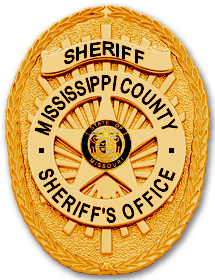 SHERIFF
MISSISSIPPI COUNTY
STATE OF
MISSOURI
SHERIFF'S OFFICE